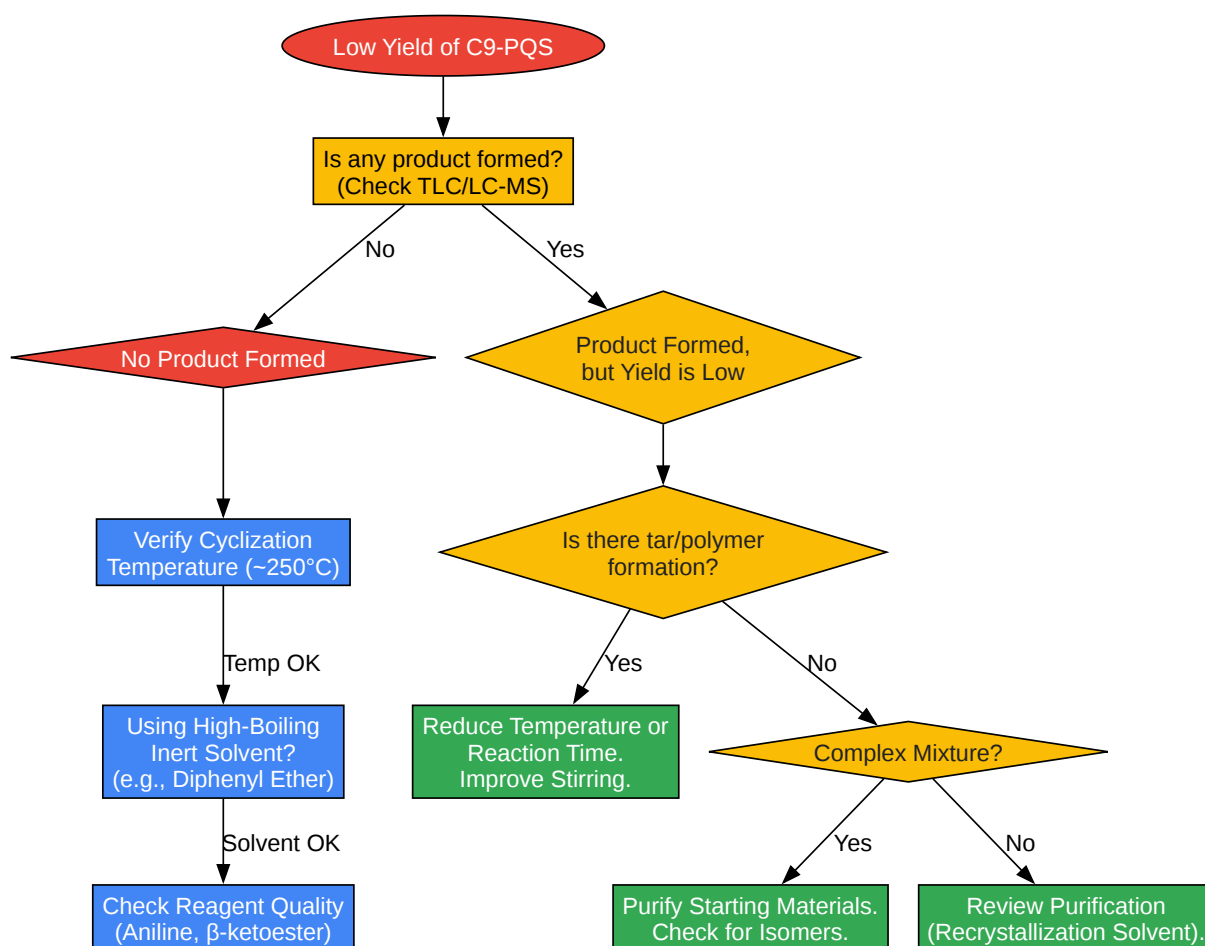 Low Yield of C9-PQS
Is any product formed?
(Check TLC/LC-MS)
No
Yes
No Product Formed
Product Formed,
but Yield is Low
Verify Cyclization
Temperature (~250°C)
Is there tar/polymer
formation?
Temp OK
Yes
No
Using High-Boiling
Inert Solvent?
(e.g., Diphenyl Ether)
Reduce Temperature or
Reaction Time.
Improve Stirring.
Complex Mixture?
Solvent OK
Yes
No
Check Reagent Quality
(Aniline, β-ketoester)
Purify Starting Materials.
Check for Isomers.
Review Purification
(Recrystallization Solvent).